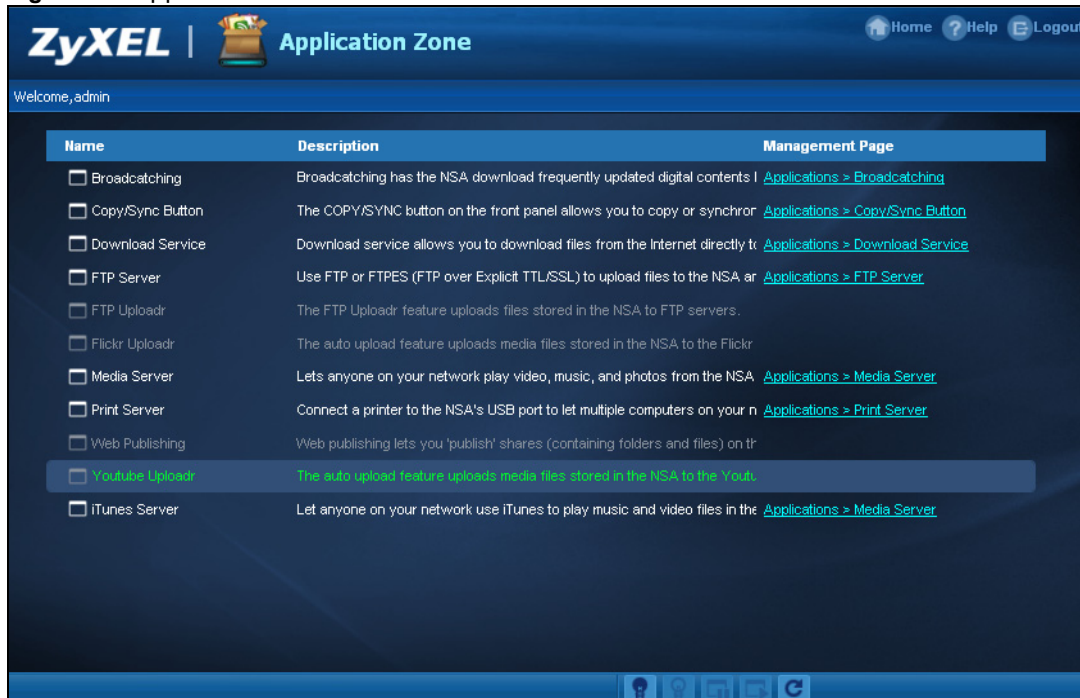 ZyXEL | Application Zone
Home Help Logout
Welcome,admin
Name Description Management Page
Broadcatching Broadcatching has the NSA download frequently updated digital contents Applications > Broadcatching
Copy/Sync Button The COPY/SYNC button on the front panel allows you to copy or synchror Applications > Copy/Sync Button
Download Service Download service allows you to download files from the Internet directly to Applications > Download Service
FTP Server Use FTP or FTPES (FTP over Explicit TTL/SSL) to upload files to the NSA ar Applications > FTP Server
FTP Uploadr The FTP Uploadr feature uploads files stored in the NSA to FTP servers.
Flickr Uploadr The auto upload feature uploads media files stored in the NSA to the Flickr
Media Server Lets anyone on your network play video, music, and photos from the NSA Applications > Media Server
Print Server Connect a printer to the NSA's USB port to let multiple computers on your n Applications > Print Server
Web Publishing Web publishing lets you 'publish' shares (containing folders and files) on th
Youtube Uploadr The auto upload feature uploads media files stored in the NSA to the Youtu
iTunes Server Let anyone on your network use iTunes to play music and video files in the Applications > Media Server